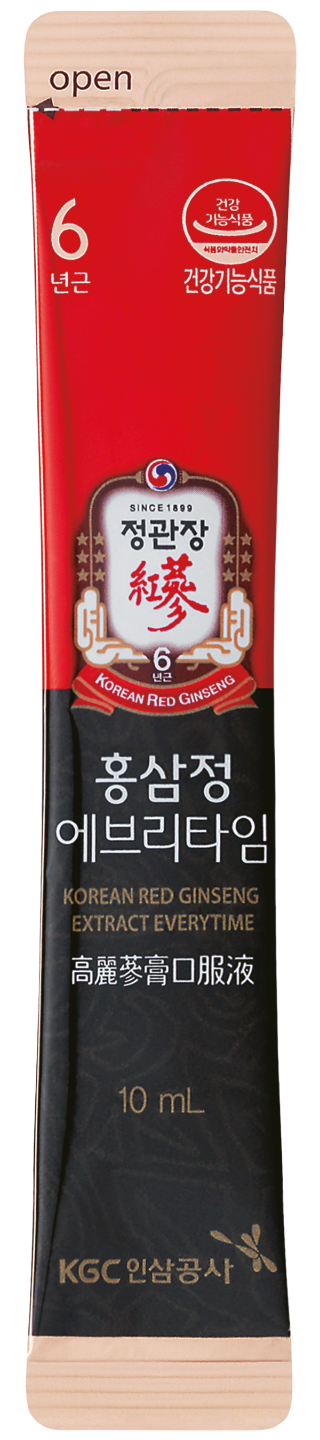 open
6
년근
건강
기능식품
식품의약품안전처
건강기능식품
SINCE 1899
정관장
紅蔘
6
년근
KOREAN RED GINSENG
홍삼정
에브리타임
KOREAN RED GINSENG
EXTRACT EVERYTIME
高麗蔘膏口服液
10 mL
KGC 인삼공사